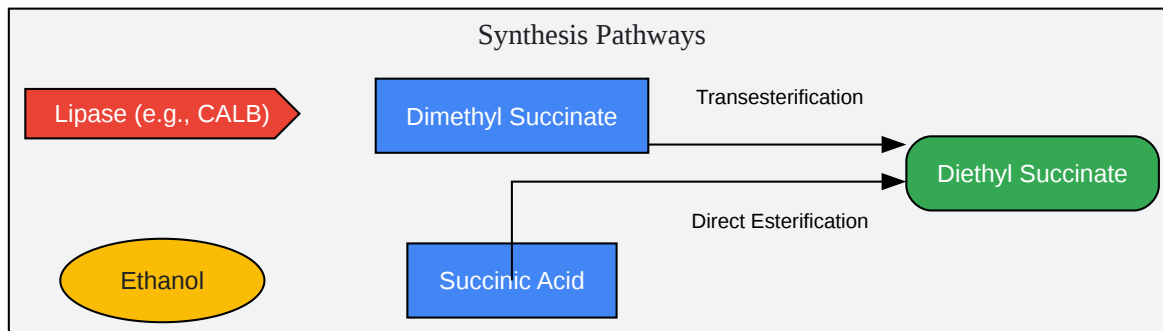 Synthesis Pathways
Lipase (e.g., CALB)
Dimethyl Succinate
Transesterification
Diethyl Succinate
Direct Esterification
Ethanol
Succinic Acid